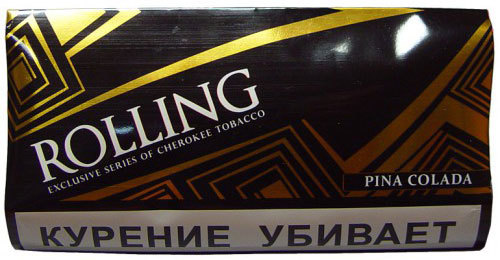 ROLLING
EXCLUSIVE SERIES OF CHEROKEE TOBACCO
PINA COLADA
КУРЕНИЕ УБИВАЕТ